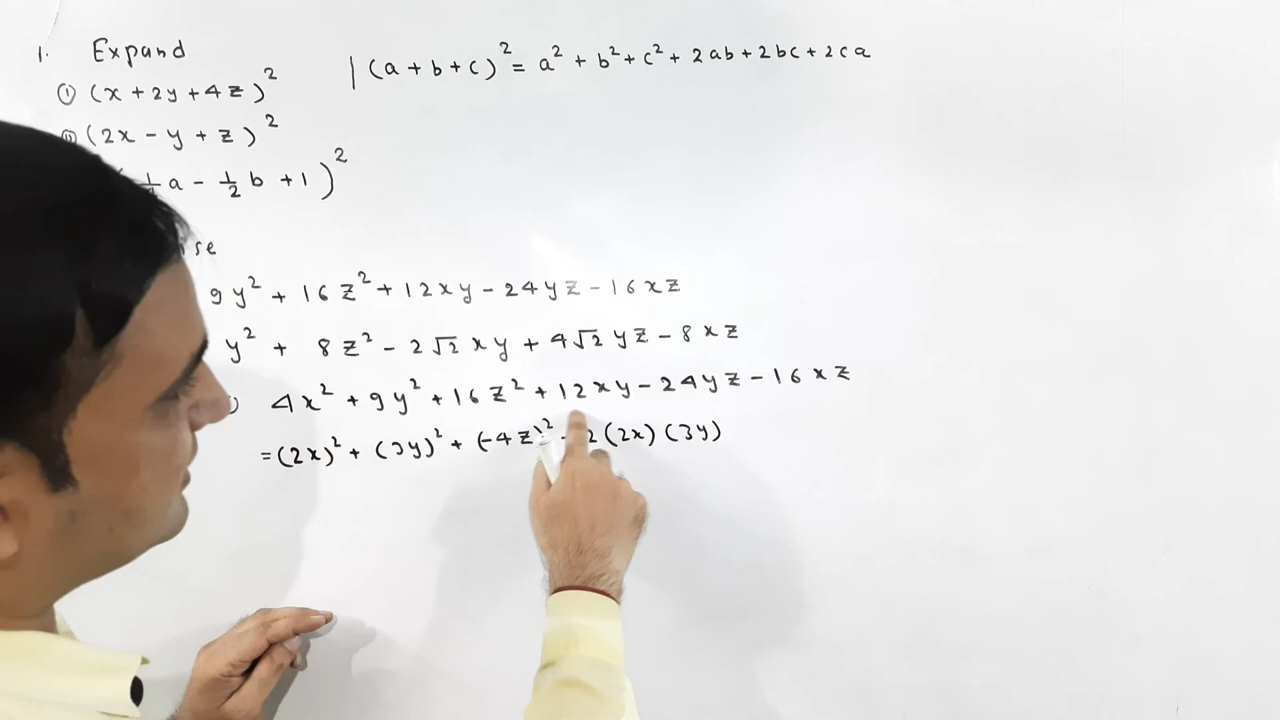 1. Expand
| (a + b + c)² = a² + b² + c² + 2ab + 2bc + 2ca
(i) (x + 2y + 4z)²
(ii) (2x - y + z)²
a - 1/2 b + 1)²
se
9y² + 16z² + 12xy - 24yz - 16xz
y² + 8z² - 2√2 xy + 4√2 yz - 8xz
) 4x² + 9y² + 16z² + 12xy - 24yz - 16xz
= (2x)² + (3y)² + (-4z)² 2(2x)(3y)